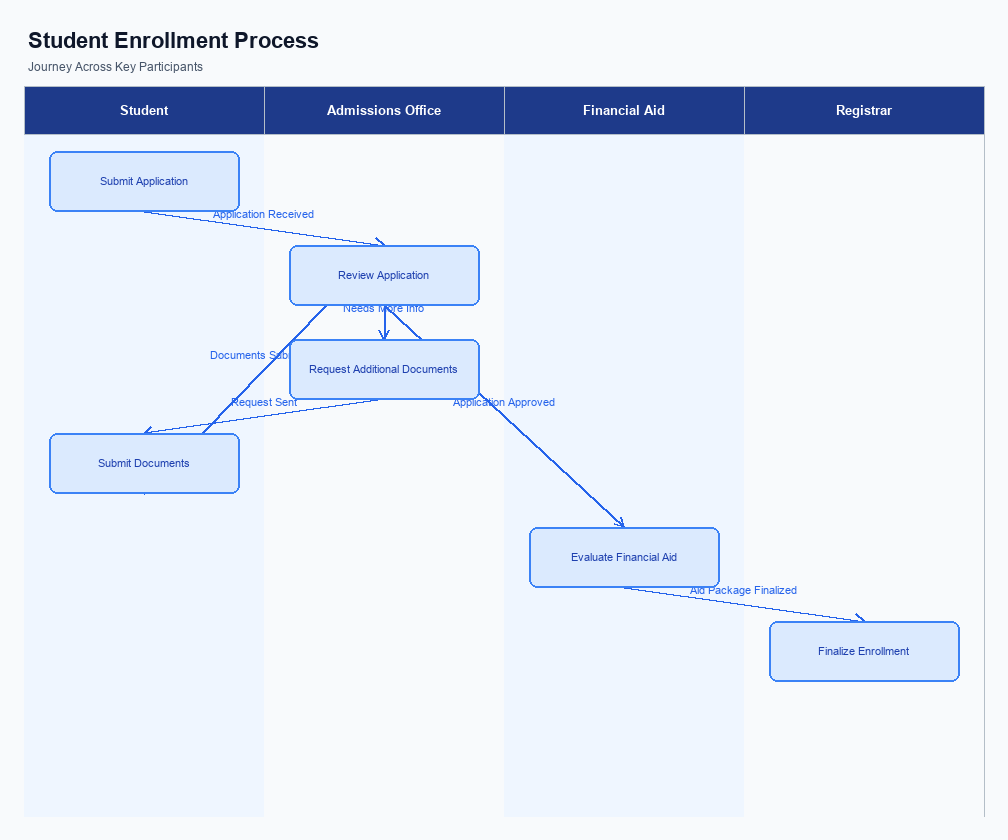 Student Enrollment Process
Journey Across Key Participants
Student
Admissions Office
Financial Aid
Registrar
Submit Application
Application Received
Review Application
Needs More Info
Documents Sub
Request Additional Documents
Request Sent
Application Approved
Submit Documents
Evaluate Financial Aid
Aid Package Finalized
Finalize Enrollment